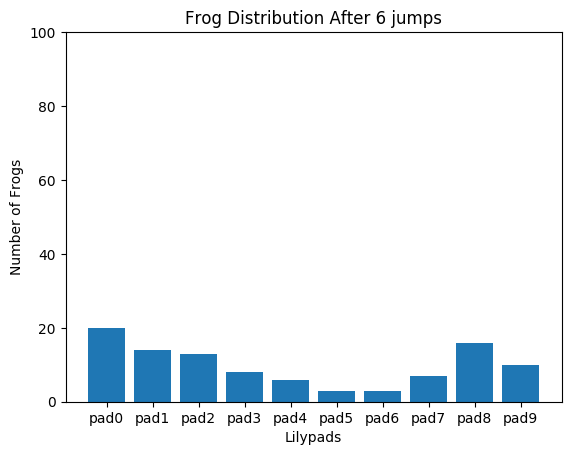 Frog Distribution After 6 jumps
100
80
60
40
20
0
Number of Frogs
pad0 pad1 pad2 pad3 pad4 pad5 pad6 pad7 pad8 pad9
Lilypads